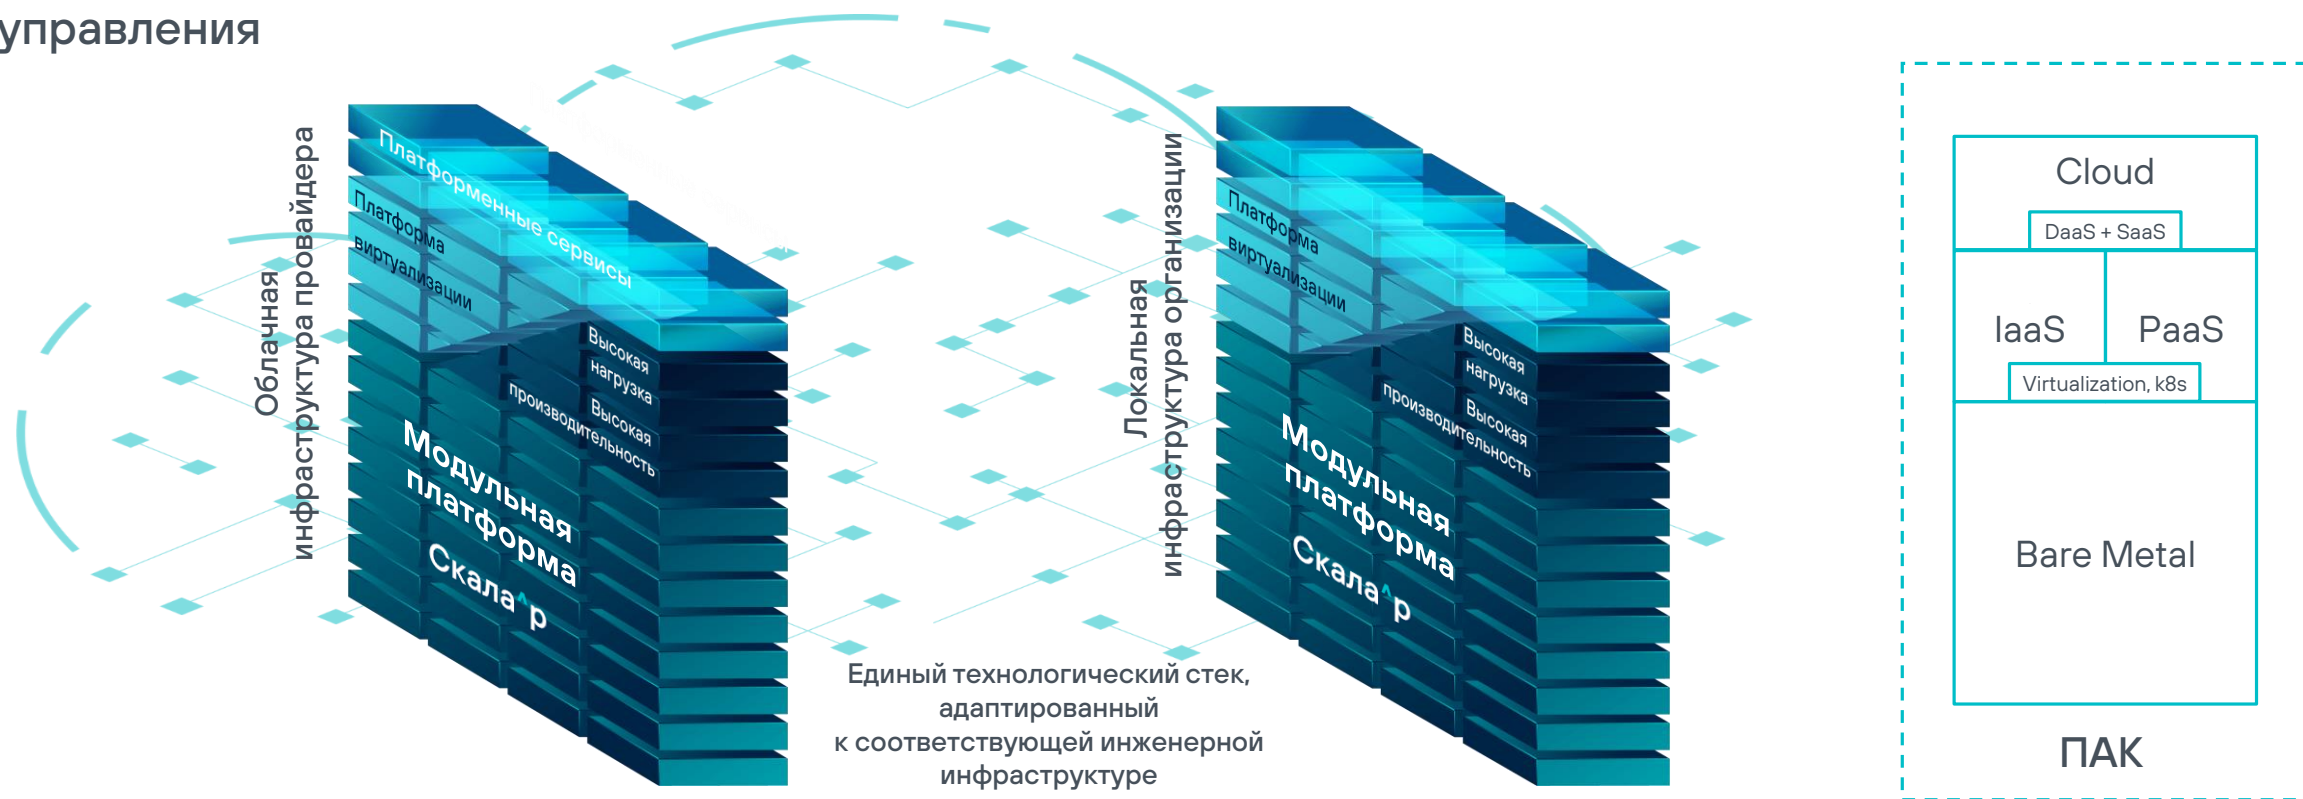 управления
Облачная
инфраструктура провайдера
Платформенные сервисы
Платформа
виртуализации
Высокая
нагрузка
Высокая
производительность
Модульная
платформа
Скала^р
Локальная
инфраструктура организации
Платформа
виртуализации
Высокая
нагрузка
Высокая
производительность
Модульная
платформа
Скала^р
Единый технологический стек,
адаптированный
к соответствующей инженерной
инфраструктуре
Cloud
DaaS + SaaS
IaaS
PaaS
Virtualization, k8s
Bare Metal
ПАК